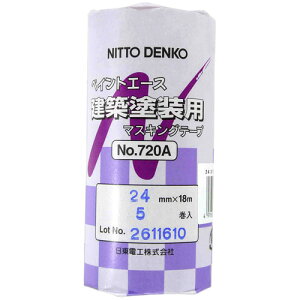 NITTO DENKO
ペイントエース
建築塗装用
マスキングテープ
No.720A
24 mm×18m
5 巻入
Lot No. 2611610
日東電工株式会社